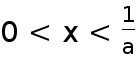 0 < x < 1/a